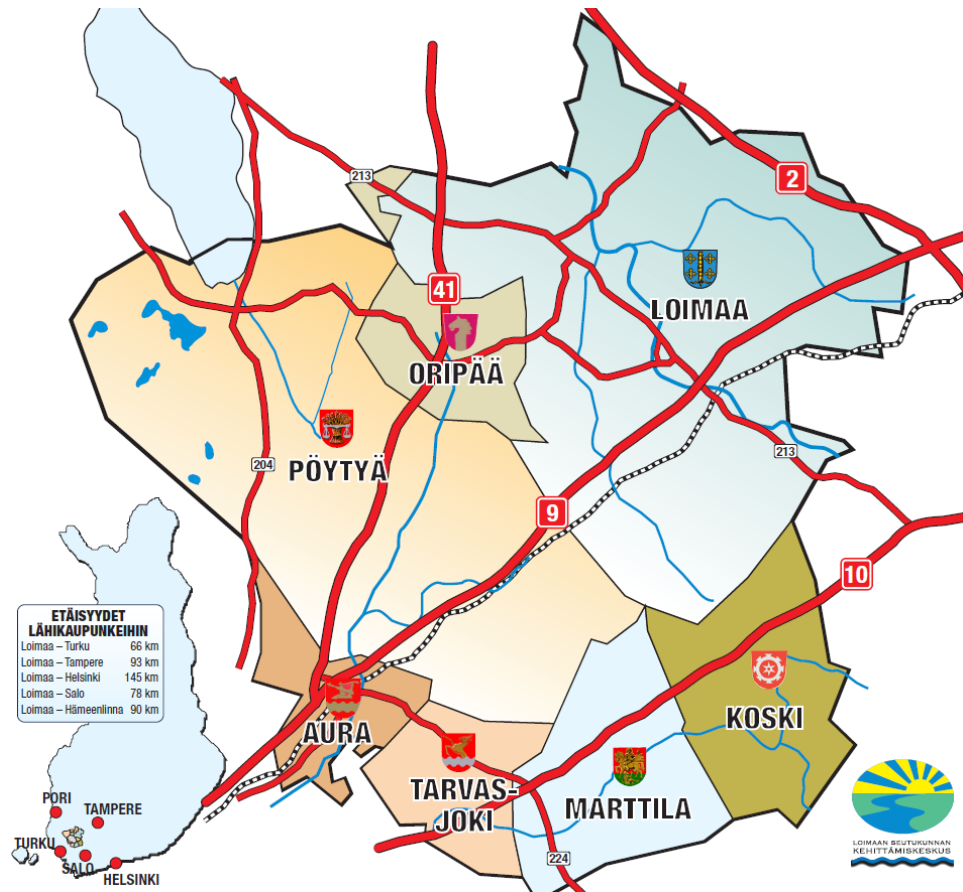 2
213
41
LOIMAA
ORIPÄÄ
PÖYTYÄ
204
213
9
10
ETÄISYYDET
LÄHIKAUPUNKEIHIN
Loimaa – Turku 66 km
Loimaa – Tampere 93 km
Loimaa – Helsinki 145 km
Loimaa – Salo 78 km
Loimaa – Hämeenlinna 90 km
AURA
KOSKI
TARVAS-
JOKI
MARTTILA
224
PORI
TAMPERE
TURKU
SALO
HELSINKI
LOIMAAN SEUTUKUNNAN
KEHITTÄMISKESKUS